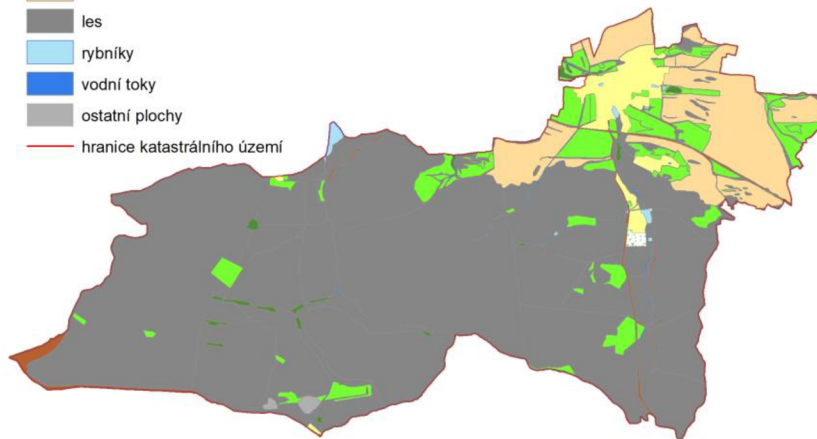 les
rybníky
vodní toky
ostatní plochy
hranice katastrálního území